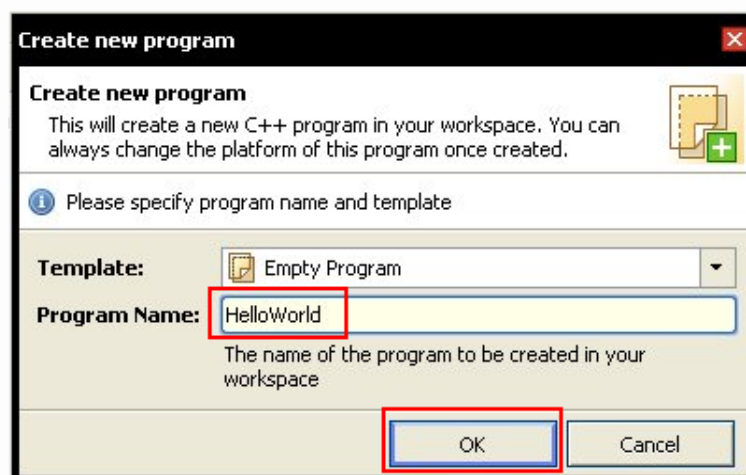 Create new program
Create new program
This will create a new C++ program in your workspace. You can
always change the platform of this program once created.
Please specify program name and template
Template: Empty Program
Program Name: HelloWorld
The name of the program to be created in your
workspace
OK Cancel